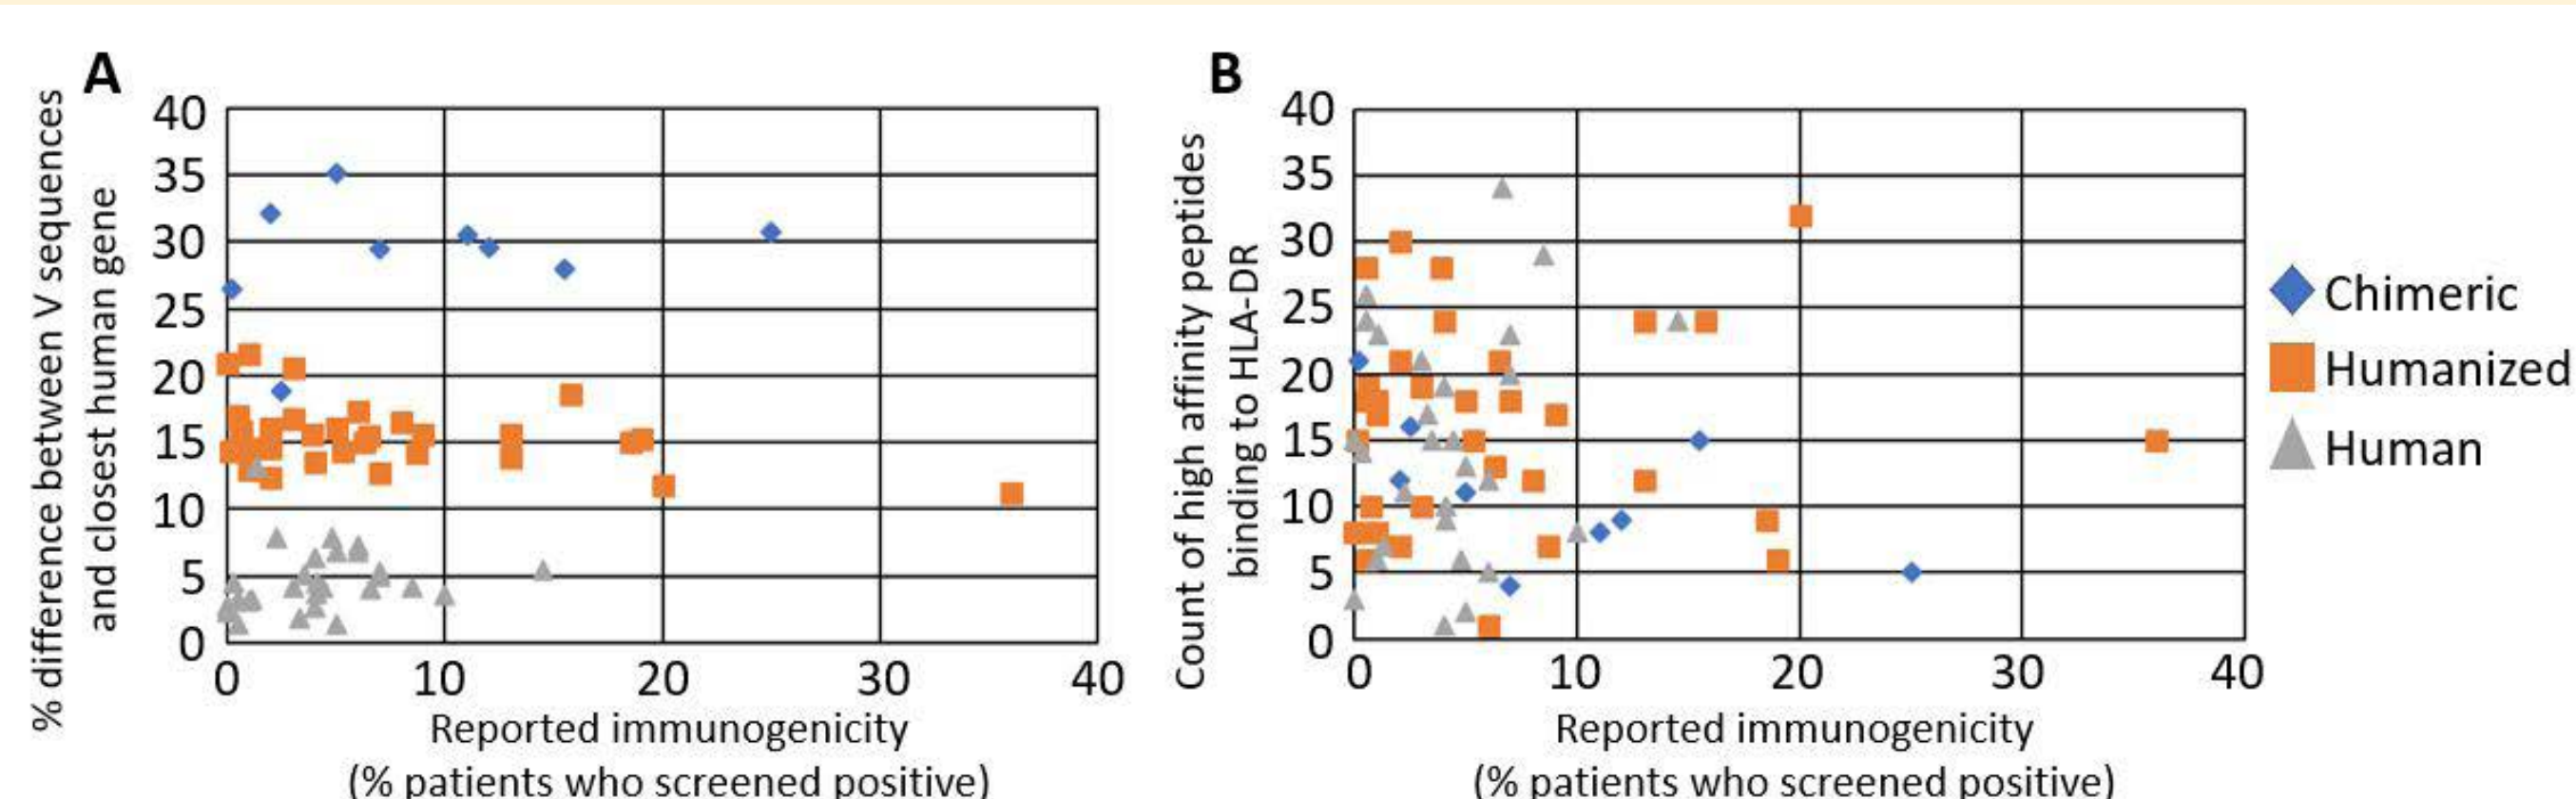 A
% difference between V sequences
and closest human gene
40
35
30
25
20
15
10
5
0
0 10 20 30 40
Reported immunogenicity
(% patients who screened positive)
B
Count of high affinity peptides
binding to HLA-DR
40
35
30
25
20
15
10
5
0
0 10 20 30 40
Reported immunogenicity
(% patients who screened positive)
Chimeric
Humanized
Human